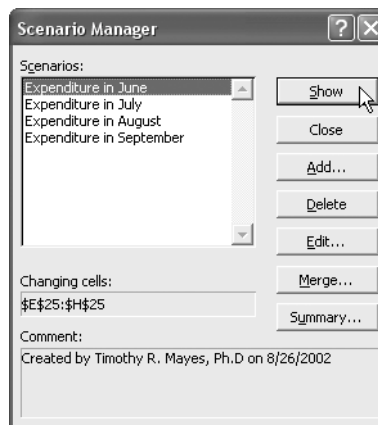 Scenario Manager
Scenarios:
Expenditure in June
Expenditure in July
Expenditure in August
Expenditure in September
Show
Close
Add...
Delete
Edit...
Merge...
Summary...
Changing cells:
$E$25:$H$25
Comment:
Created by Timothy R. Mayes, Ph.D on 8/26/2002